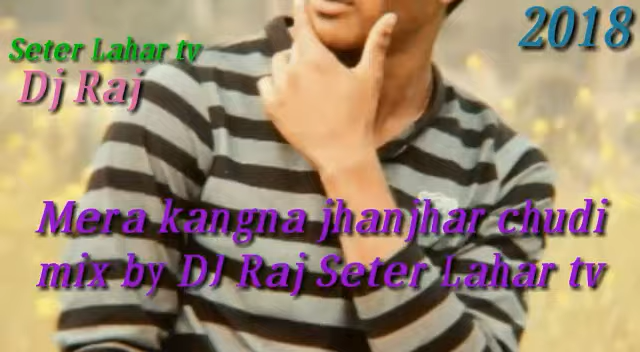 2018
Seter Lahar tv
Dj Raj
Mera kangna jhanjhar chudi
mix by DJ Raj Seter Lahar tv